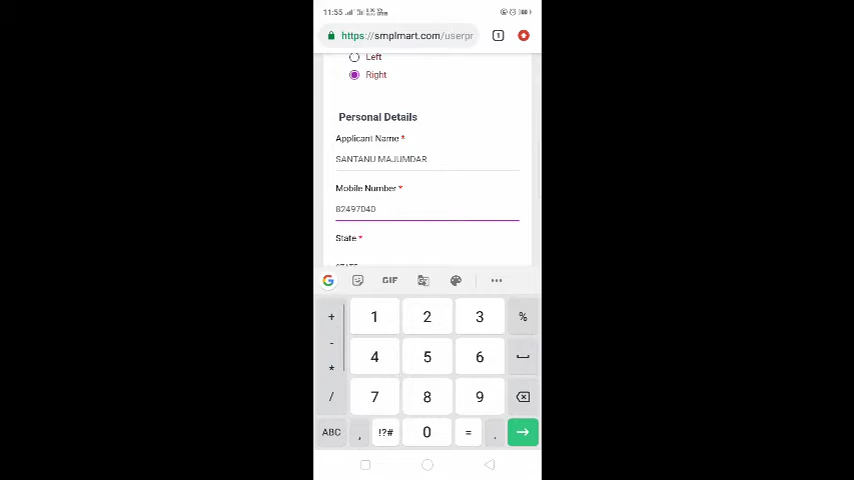 11:55
https://smplmart.com/userpr
1
Left
Right
Personal Details
Applicant Name *
SANTANU MAJUMDAR
Mobile Number *
82497040
State *
GIF
+ 1 2 3 %
- 4 5 6
*
/ 7 8 9
ABC , !?# 0 = .